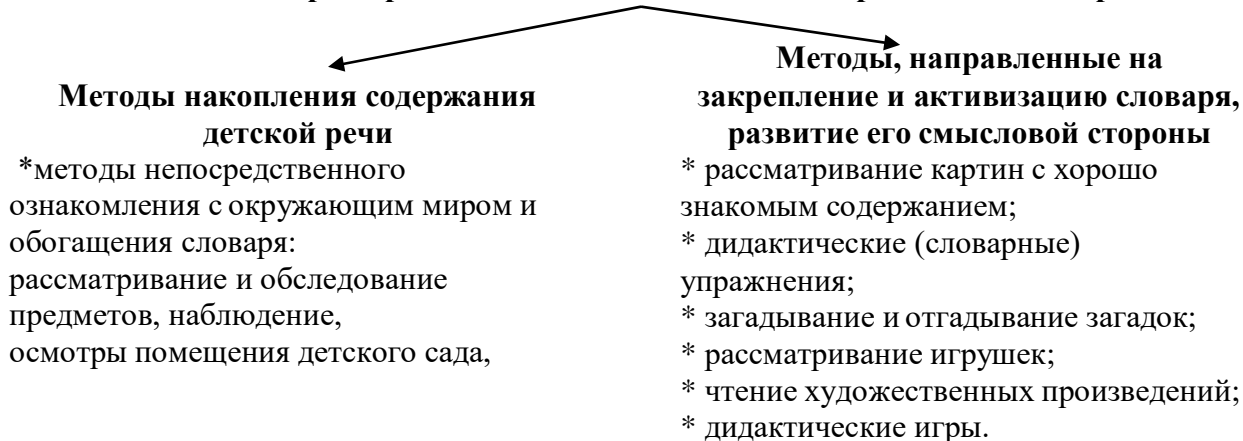 Методы накопления содержания
детской речи
*методы непосредственного
ознакомления с окружающим миром и
обогащения словаря:
рассматривание и обследование
предметов, наблюдение,
осмотры помещения детского сада,
Методы, направленные на
закрепление и активизацию словаря,
развитие его смысловой стороны
* рассматривание картин с хорошо
знакомым содержанием;
* дидактические (словарные)
упражнения;
* загадывание и отгадывание загадок;
* рассматривание игрушек;
* чтение художественных произведений;
* дидактические игры.